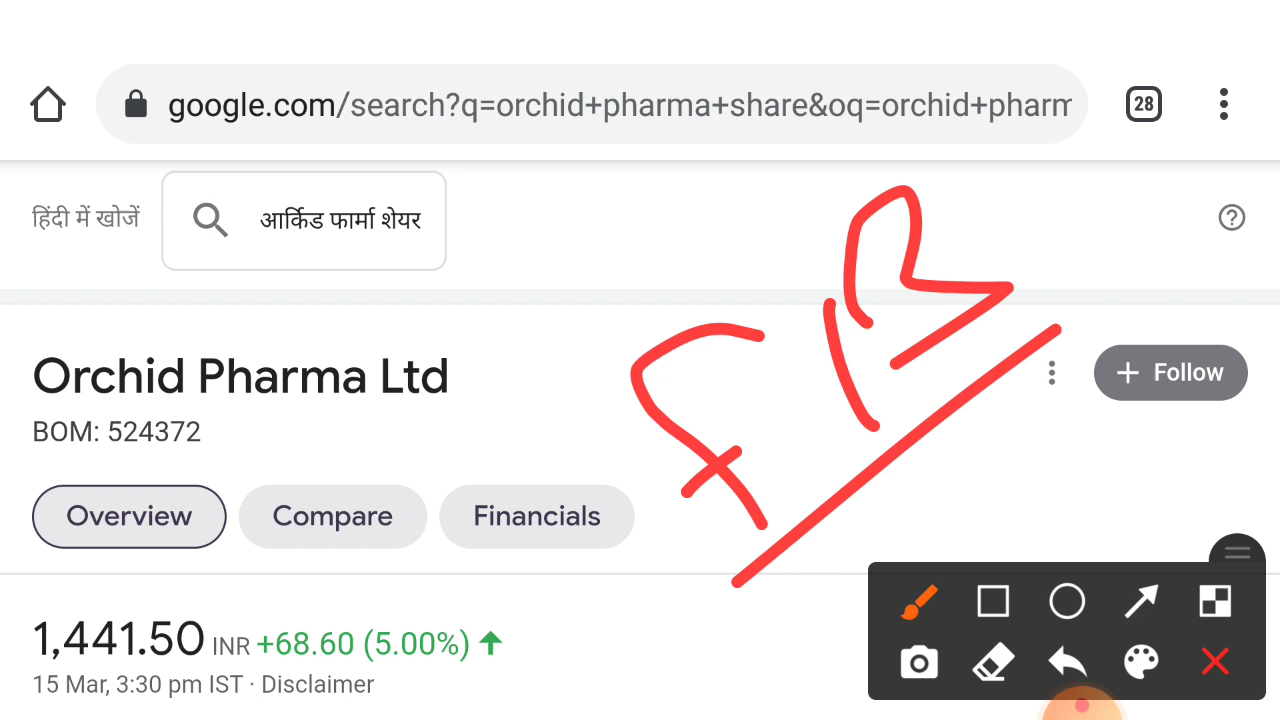 google.com/search?q=orchid+pharma+share&oq=orchid+pharm
28
हिंदी में खोजें
आर्किड फार्मा शेयर
Orchid Pharma Ltd
BOM: 524372
+ Follow
Overview
Compare
Financials
1,441.50 INR +68.60 (5.00%)
15 Mar, 3:30 pm IST · Disclaimer